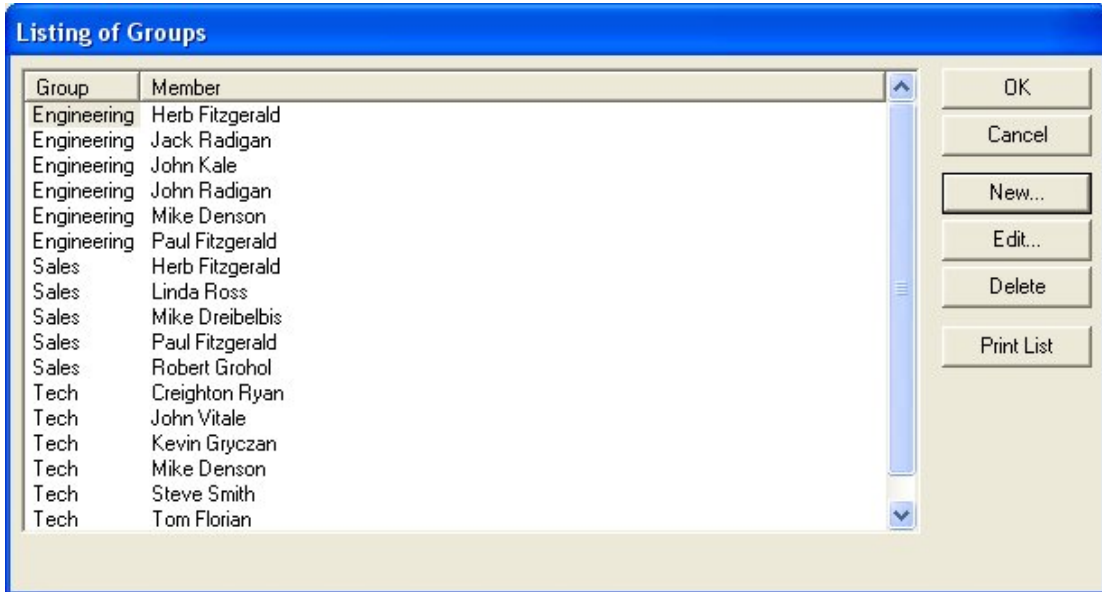 Listing of Groups
Group Member
Engineering Herb Fitzgerald
Engineering Jack Radigan
Engineering John Kale
Engineering John Radigan
Engineering Mike Denson
Engineering Paul Fitzgerald
Sales Herb Fitzgerald
Sales Linda Ross
Sales Mike Dreibelbis
Sales Paul Fitzgerald
Sales Robert Grohol
Tech Creighton Ryan
Tech John Vitale
Tech Kevin Gryczan
Tech Mike Denson
Tech Steve Smith
Tech Tom Florian
OK
Cancel
New...
Edit...
Delete
Print List